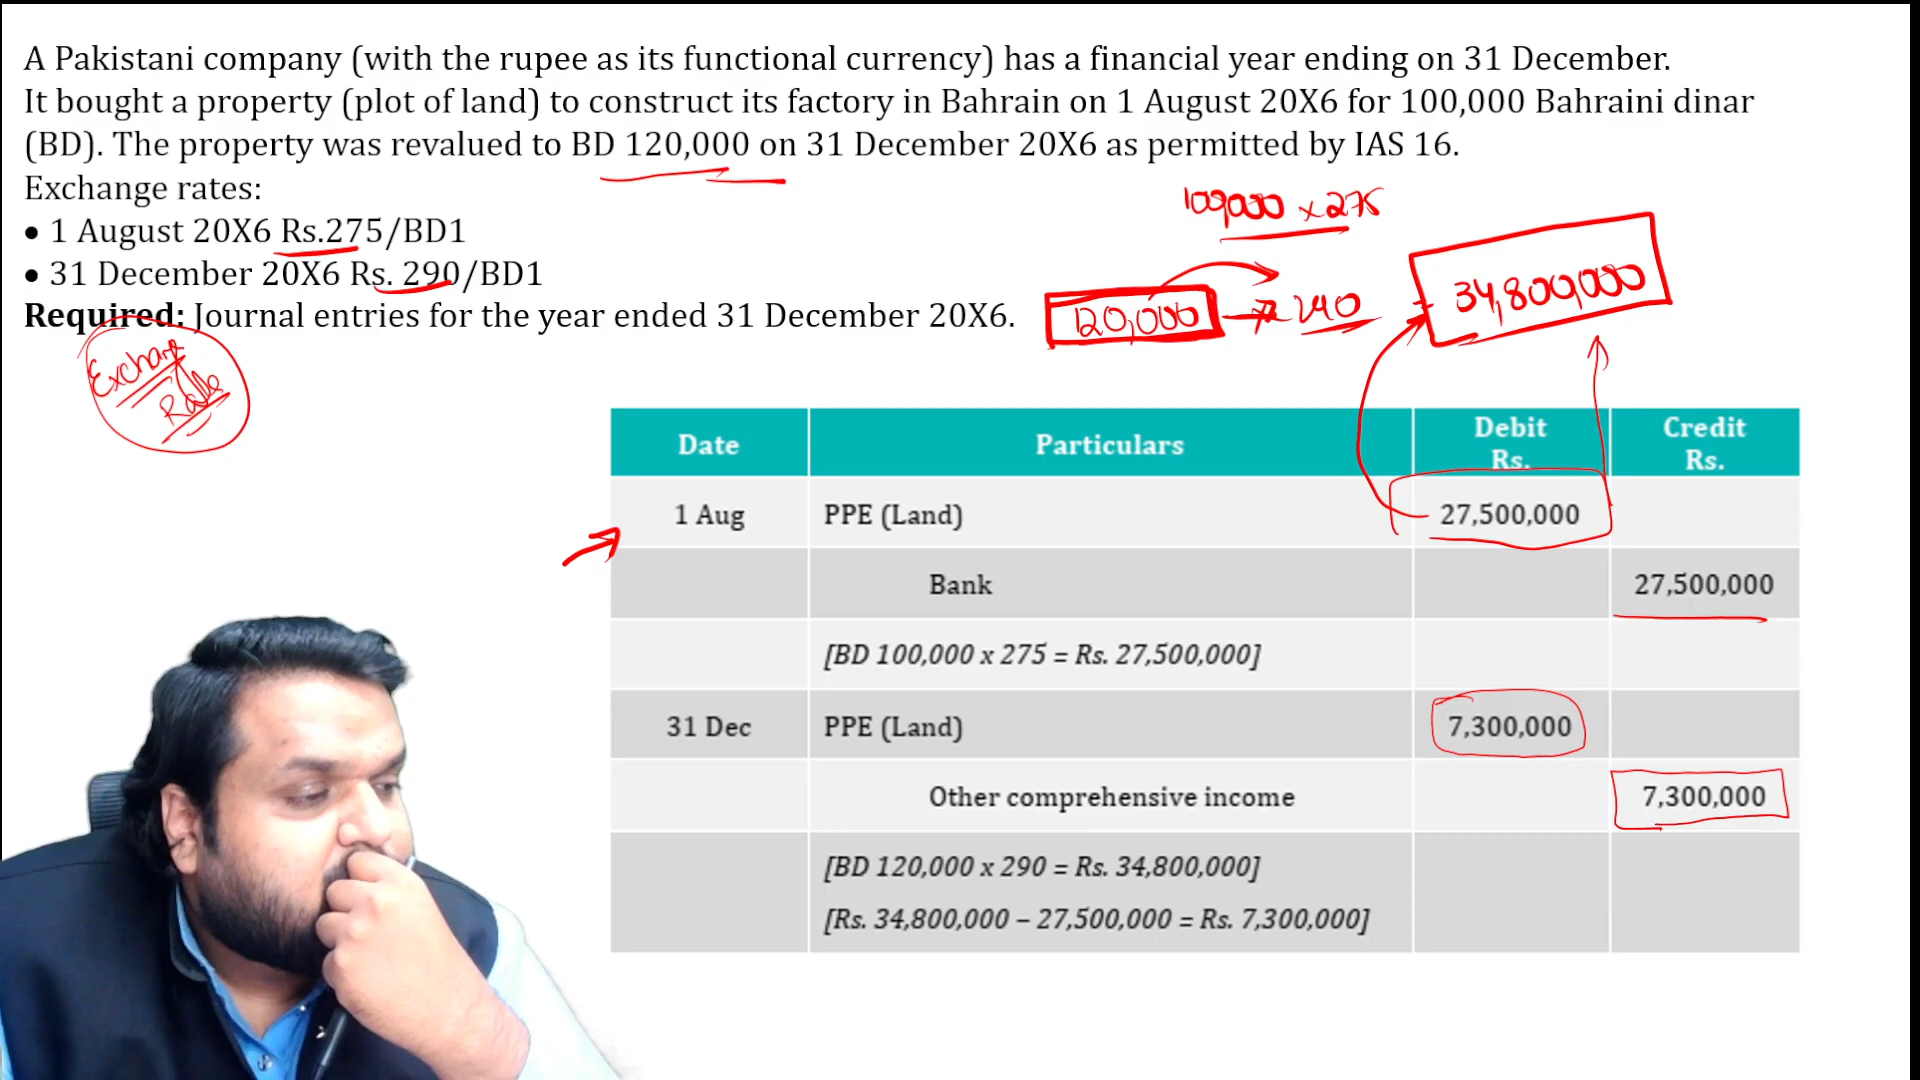 A Pakistani company (with the rupee as its functional currency) has a financial year ending on 31 December.
It bought a property (plot of land) to construct its factory in Bahrain on 1 August 20X6 for 100,000 Bahraini dinar
(BD). The property was revalued to BD 120,000 on 31 December 20X6 as permitted by IAS 16.
Exchange rates:
• 1 August 20X6 Rs.275/BD1
• 31 December 20X6 Rs. 290/BD1
Required: Journal entries for the year ended 31 December 20X6.
100,000 x 275
120,000 → x 290 = 34,800,000
Exchange
Rates
Date Particulars Debit Rs. Credit Rs.
1 Aug PPE (Land) 27,500,000
Bank 27,500,000
[BD 100,000 x 275 = Rs. 27,500,000]
31 Dec PPE (Land) 7,300,000
Other comprehensive income 7,300,000
[BD 120,000 x 290 = Rs. 34,800,000]
[Rs. 34,800,000 – 27,500,000 = Rs. 7,300,000]